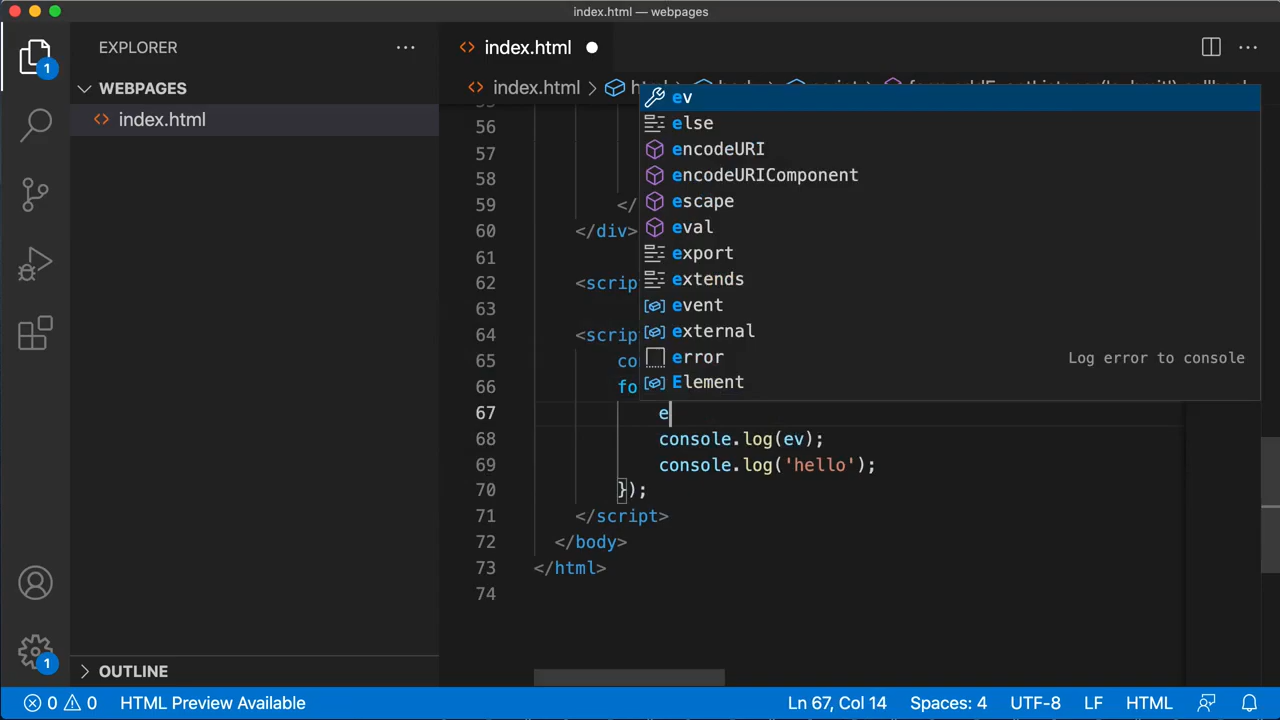 index.html — webpages
1
EXPLORER
WEBPAGES
index.html
index.html
index.html
ev
else
encodeURI
encodeURIComponent
escape
eval
export
extends
event
external
error Log error to console
Element
56
57
58
59 </
60 </div>
61
62 <scrip
63
64 <scrip
65 co
66 fo
67 e
68 console.log(ev);
69 console.log('hello');
70 });
71 </script>
72 </body>
73 </html>
74
OUTLINE
1
0 0 HTML Preview Available Ln 67, Col 14 Spaces: 4 UTF-8 LF HTML